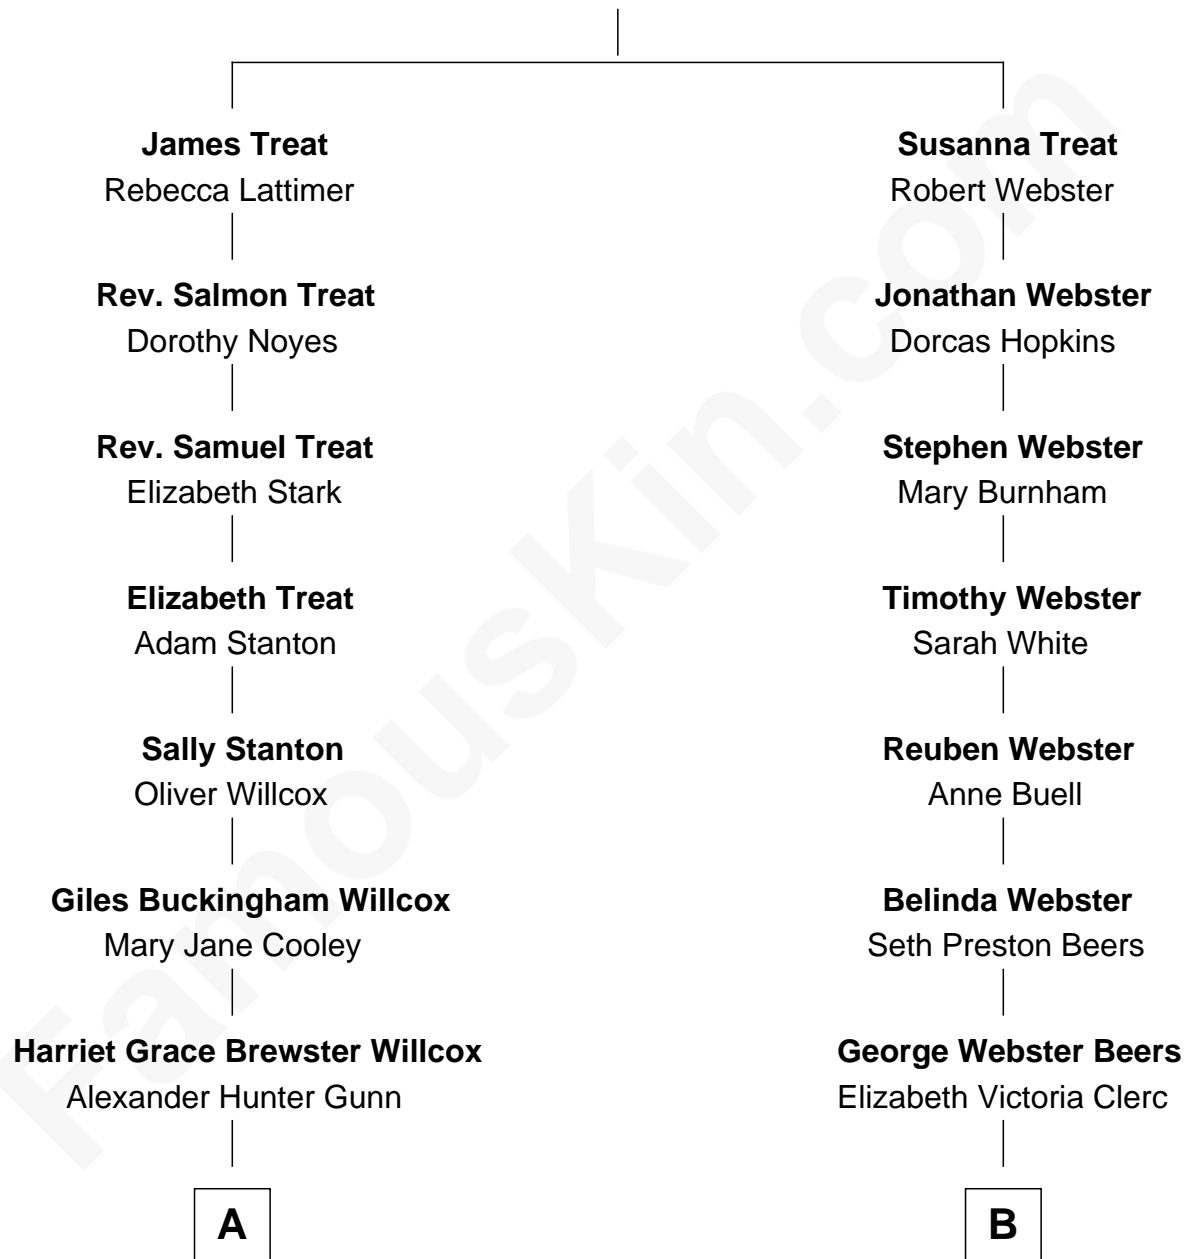 James Treat
Rebecca Lattimer
Susanna Treat
Robert Webster
Rev. Salmon Treat
Dorothy Noyes
Jonathan Webster
Dorcas Hopkins
Rev. Samuel Treat
Elizabeth Stark
Stephen Webster
Mary Burnham
Elizabeth Treat
Adam Stanton
Timothy Webster
Sarah White
Sally Stanton
Oliver Willcox
Reuben Webster
Anne Buell
Giles Buckingham Willcox
Mary Jane Cooley
Belinda Webster
Seth Preston Beers
Harriet Grace Brewster Willcox
Alexander Hunter Gunn
George Webster Beers
Elizabeth Victoria Clerc
A
B
FamousKin.com